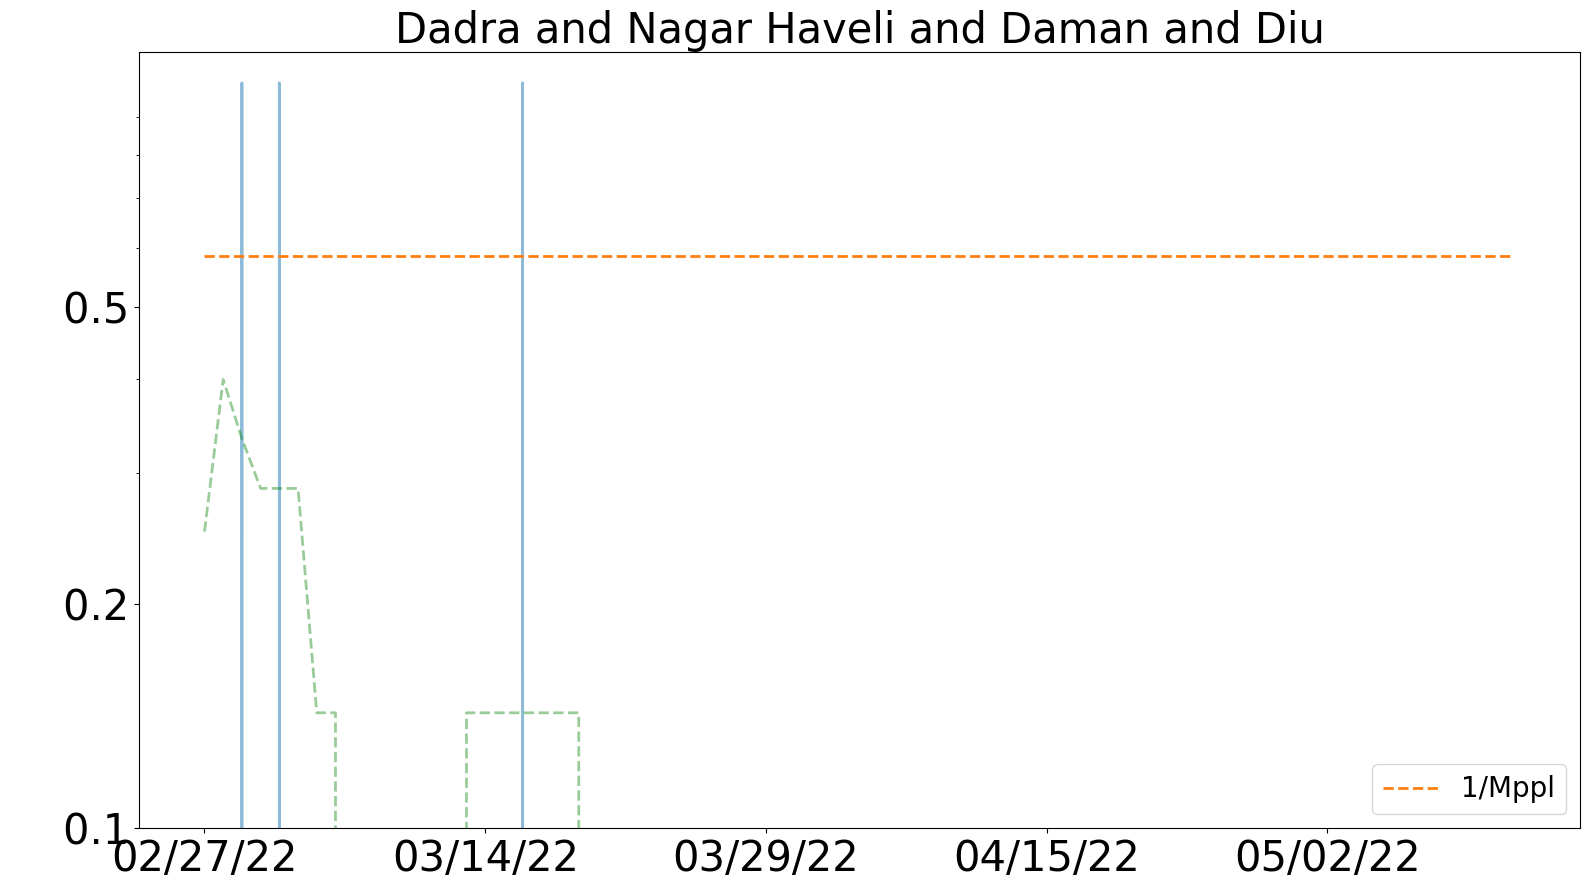 Dadra and Nagar Haveli and Daman and Diu
0.5
0.2
0.1
02/27/22 03/14/22 03/29/22 04/15/22 05/02/22
1/Mppl